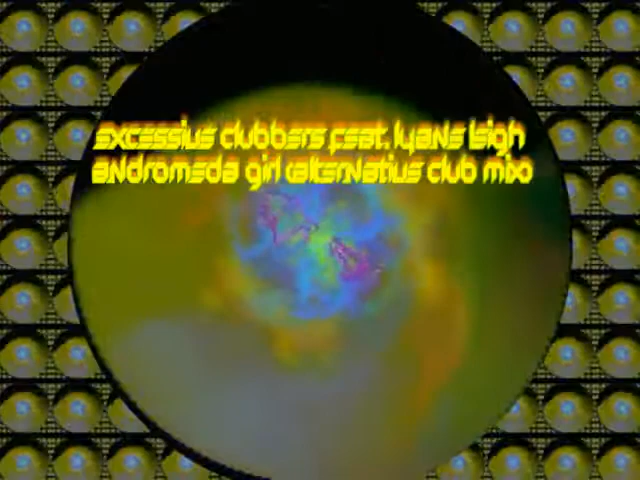 excessive clubbers feat. lyane leigh
andromeda girl (alternative club mix)